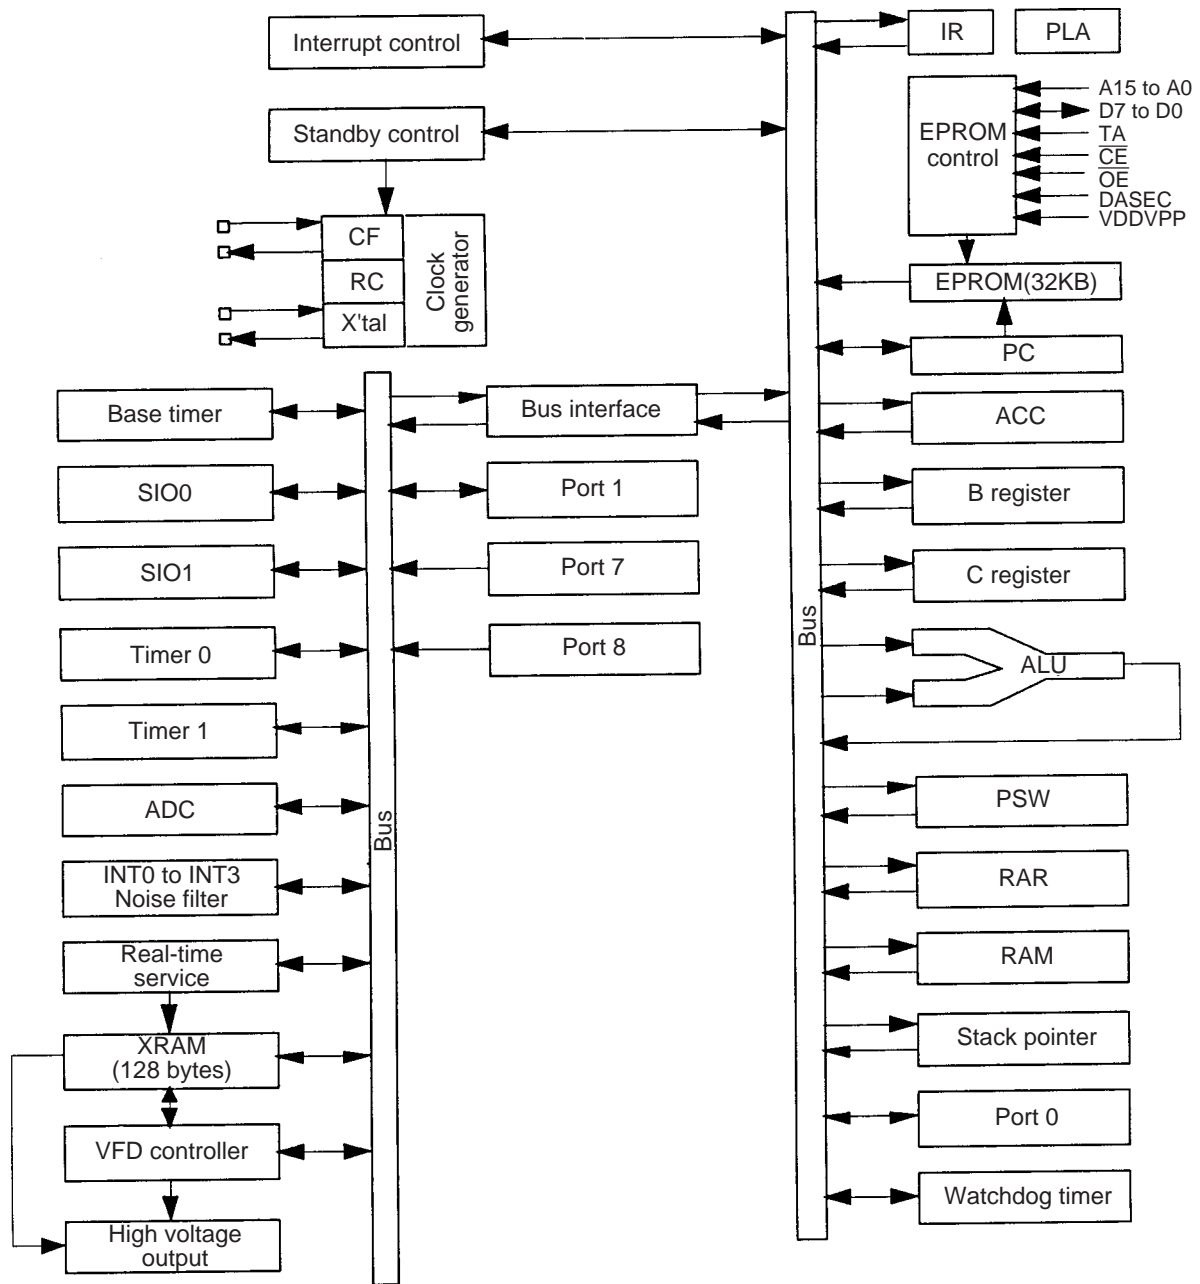 Interrupt control
IR
PLA
Standby control
EPROM
control
A15 to A0
D7 to D0
TA
CE
OE
DASEC
VDDVPP
CF
RC
X'tal
Clock
generator
EPROM(32KB)
PC
Base timer
Bus interface
ACC
SIO0
Port 1
B register
SIO1
Port 7
C register
Timer 0
Port 8
Bus
ALU
Timer 1
ADC
Bus
PSW
INT0 to INT3
Noise filter
RAR
Real-time
service
RAM
XRAM
(128 bytes)
Stack pointer
VFD controller
Port 0
High voltage
output
Watchdog timer